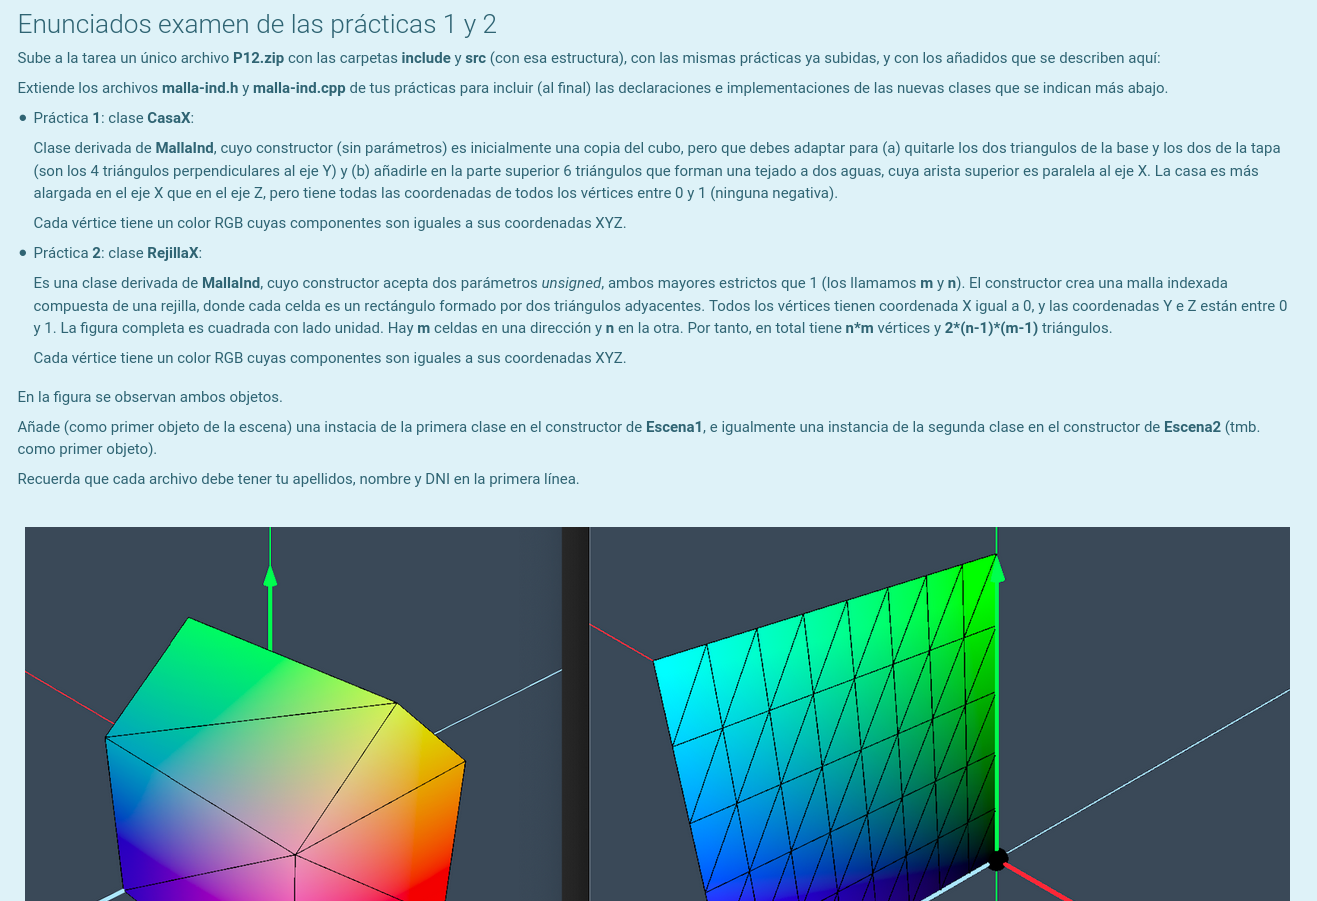 Enunciados examen de las prácticas 1 y 2
Sube a la tarea un único archivo P12.zip con las carpetas include y src (con esa estructura), con las mismas prácticas ya subidas, y con los añadidos que se describen aquí:
Extiende los archivos malla-ind.h y malla-ind.cpp de tus prácticas para incluir (al final) las declaraciones e implementaciones de las nuevas clases que se indican más abajo.
• Práctica 1: clase CasaX:
Clase derivada de MallaInd, cuyo constructor (sin parámetros) es inicialmente una copia del cubo, pero que debes adaptar para (a) quitarle los dos triangulos de la base y los dos de la tapa
(son los 4 triángulos perpendiculares al eje Y) y (b) añadirle en la parte superior 6 triángulos que forman una tejado a dos aguas, cuya arista superior es paralela al eje X. La casa es más
alargada en el eje X que en el eje Z, pero tiene todas las coordenadas de todos los vértices entre 0 y 1 (ninguna negativa).
Cada vértice tiene un color RGB cuyas componentes son iguales a sus coordenadas XYZ.
• Práctica 2: clase RejillaX:
Es una clase derivada de MallaInd, cuyo constructor acepta dos parámetros unsigned, ambos mayores estrictos que 1 (los llamamos m y n). El constructor crea una malla indexada
compuesta de una rejilla, donde cada celda es un rectángulo formado por dos triángulos adyacentes. Todos los vértices tienen coordenada X igual a 0, y las coordenadas Y e Z están entre 0
y 1. La figura completa es cuadrada con lado unidad. Hay m celdas en una dirección y n en la otra. Por tanto, en total tiene n*m vértices y 2*(n-1)*(m-1) triángulos.
Cada vértice tiene un color RGB cuyas componentes son iguales a sus coordenadas XYZ.
En la figura se observan ambos objetos.
Añade (como primer objeto de la escena) una instacia de la primera clase en el constructor de Escena1, e igualmente una instancia de la segunda clase en el constructor de Escena2 (tmb.
como primer objeto).
Recuerda que cada archivo debe tener tu apellidos, nombre y DNI en la primera línea.